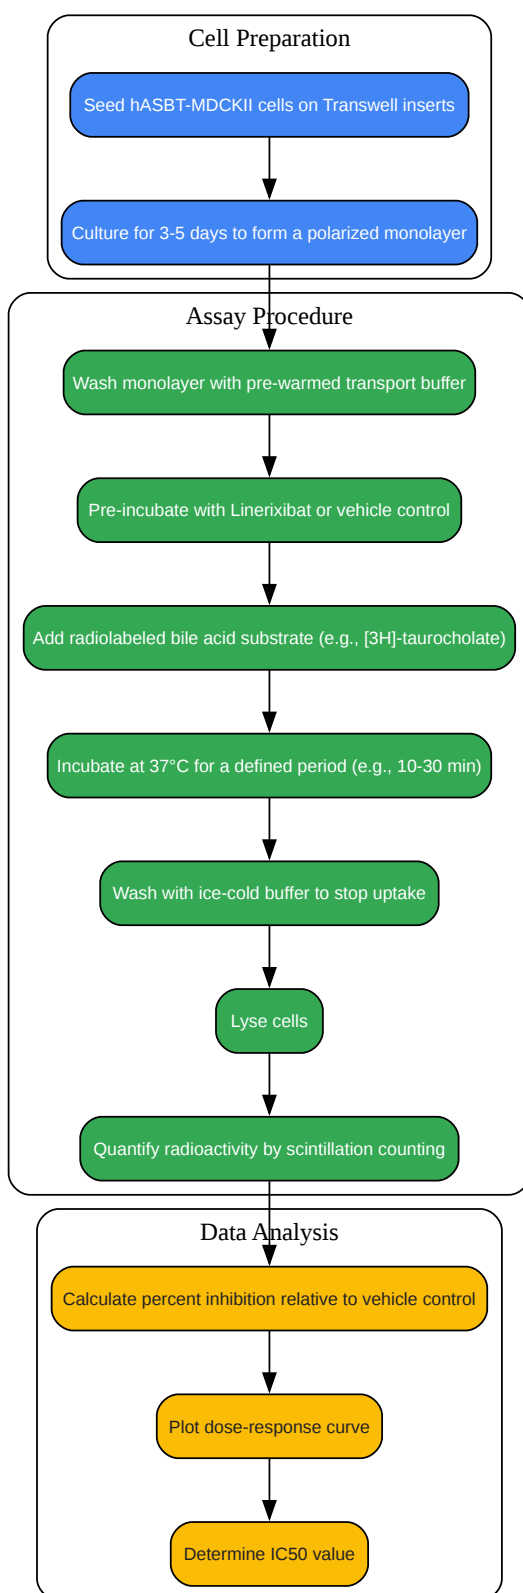 Cell Preparation
Seed hASBT-MDCKII cells on Transwell inserts
Culture for 3-5 days to form a polarized monolayer
Assay Procedure
Wash monolayer with pre-warmed transport buffer
Pre-incubate with Linerixibat or vehicle control
Add radiolabeled bile acid substrate (e.g., [3H]-taurocholate)
Incubate at 37°C for a defined period (e.g., 10-30 min)
Wash with ice-cold buffer to stop uptake
Lyse cells
Quantify radioactivity by scintillation counting
Data Analysis
Calculate percent inhibition relative to vehicle control
Plot dose-response curve
Determine IC50 value